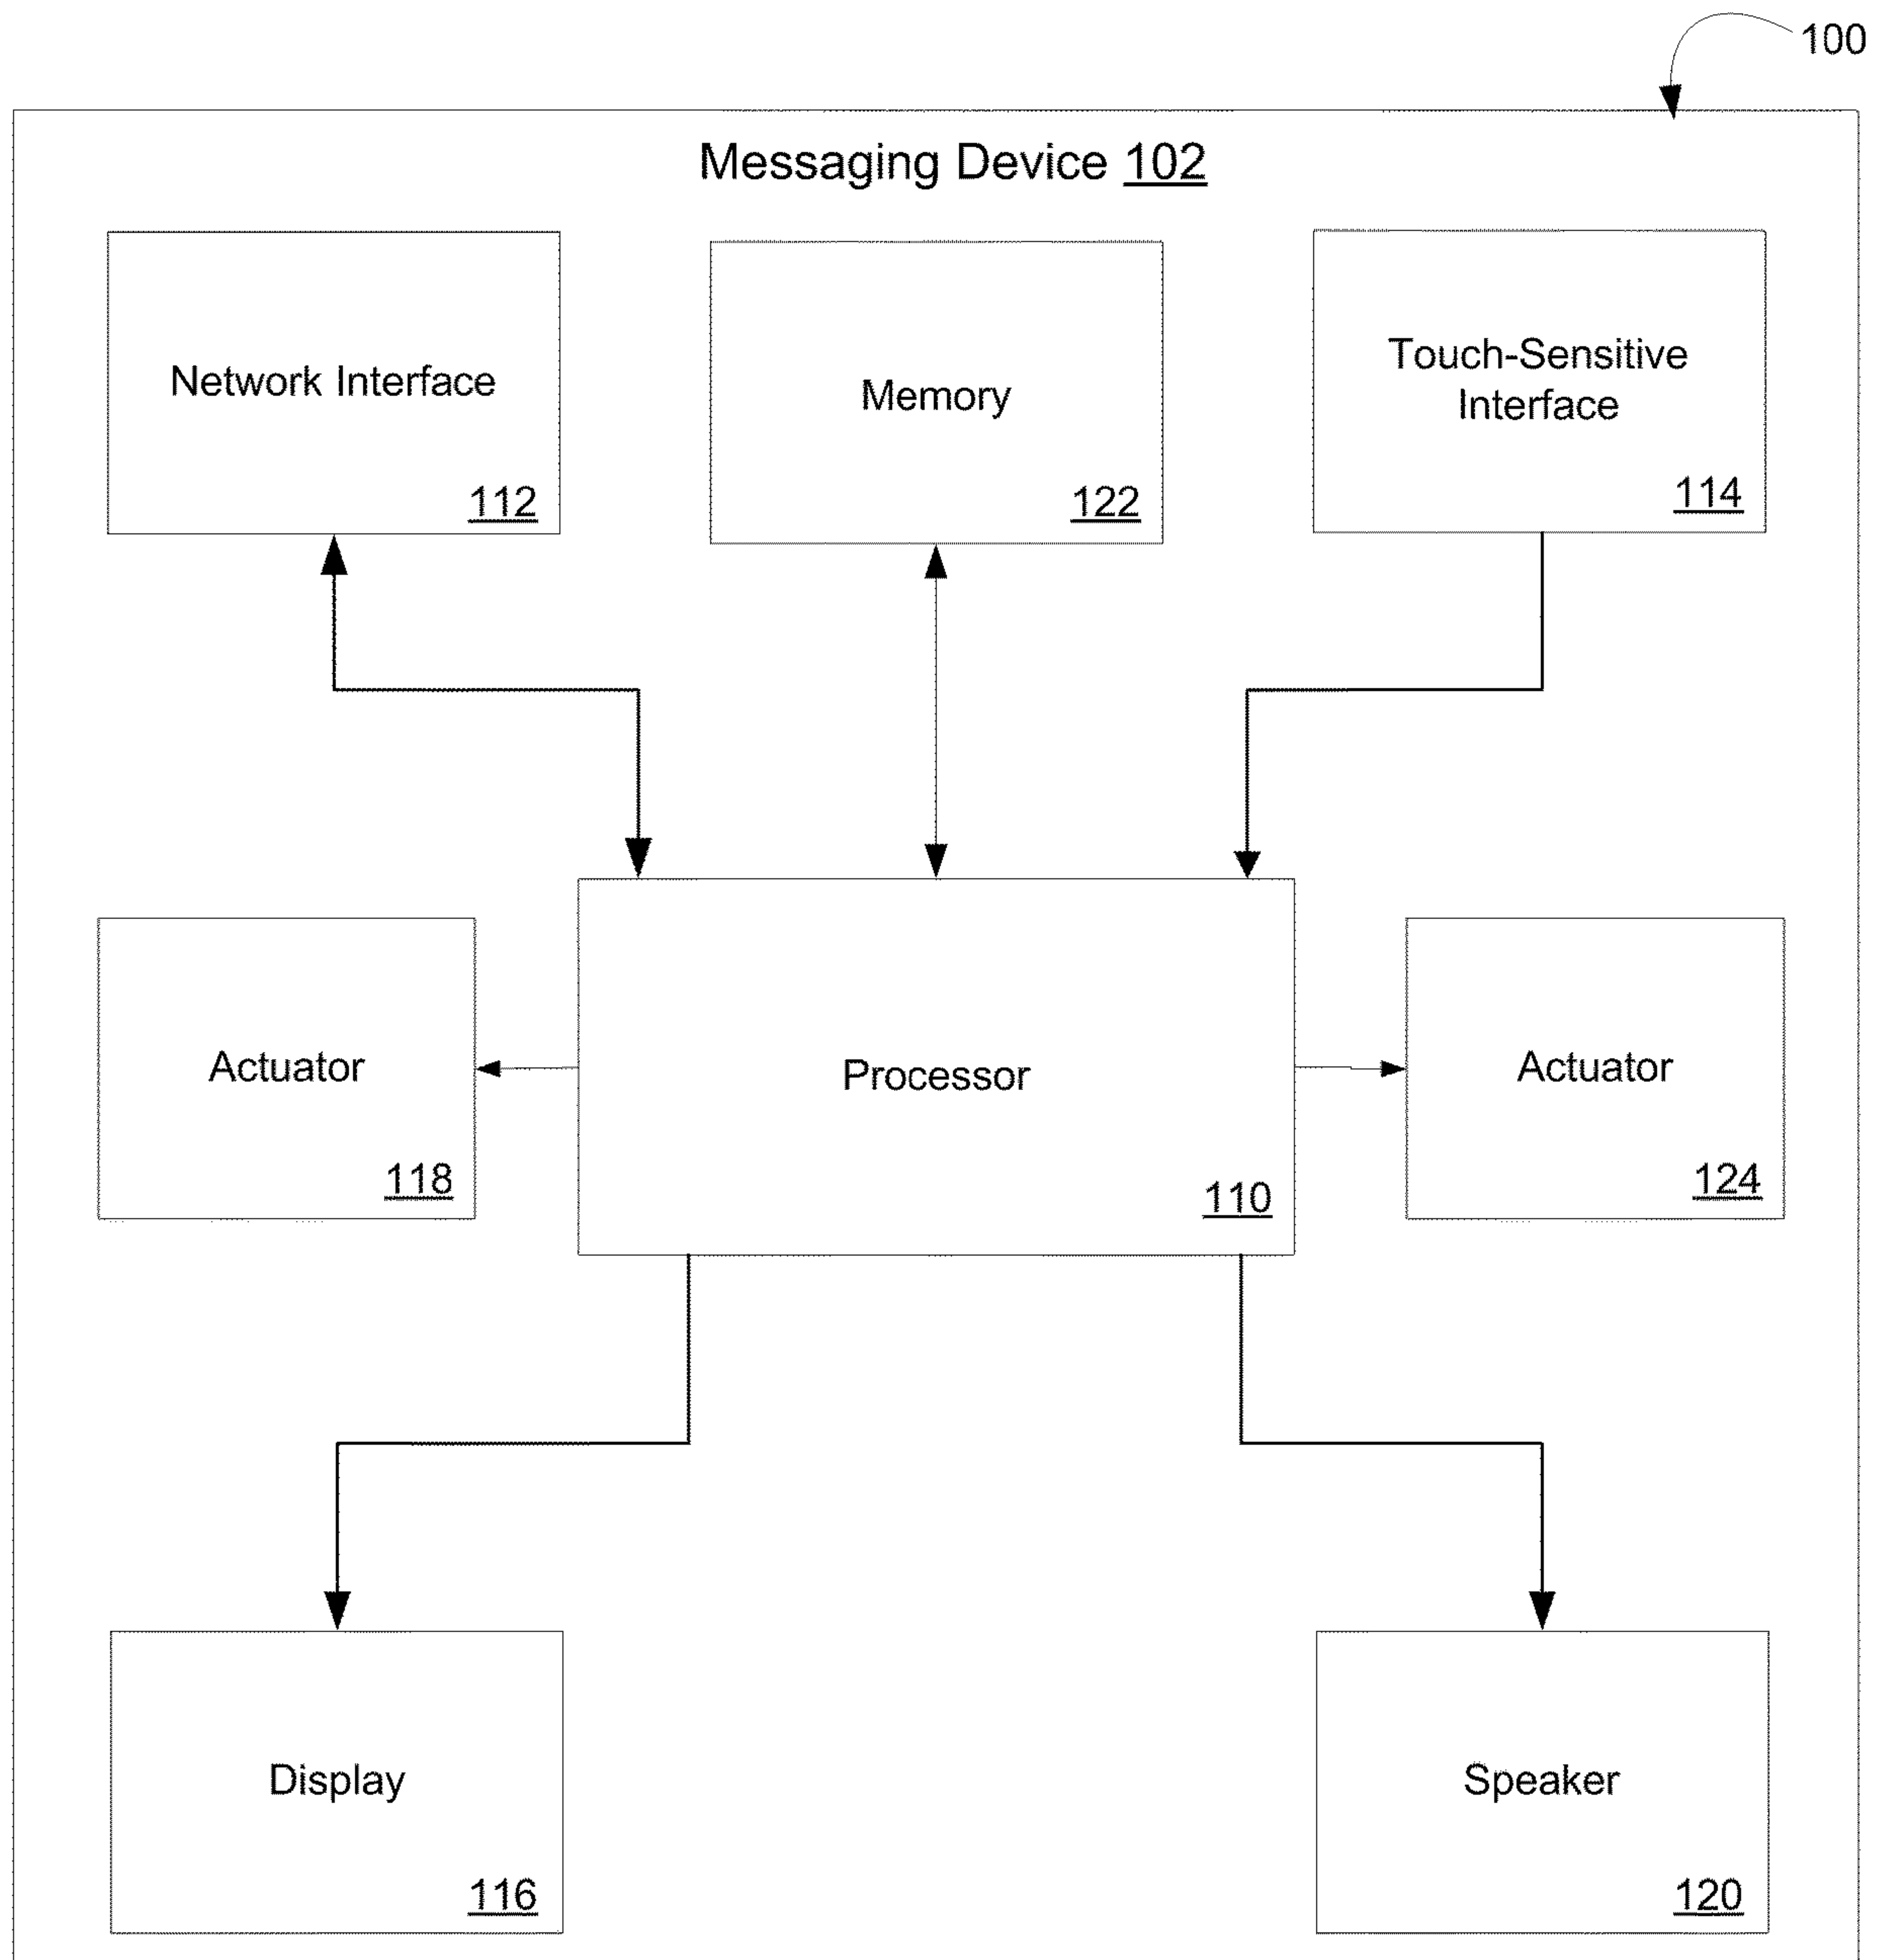 100
Messaging Device 102
Network Interface
112
Memory
122
Touch-Sensitive
Interface
114
Actuator
118
Processor
110
Actuator
124
Display
116
Speaker
120